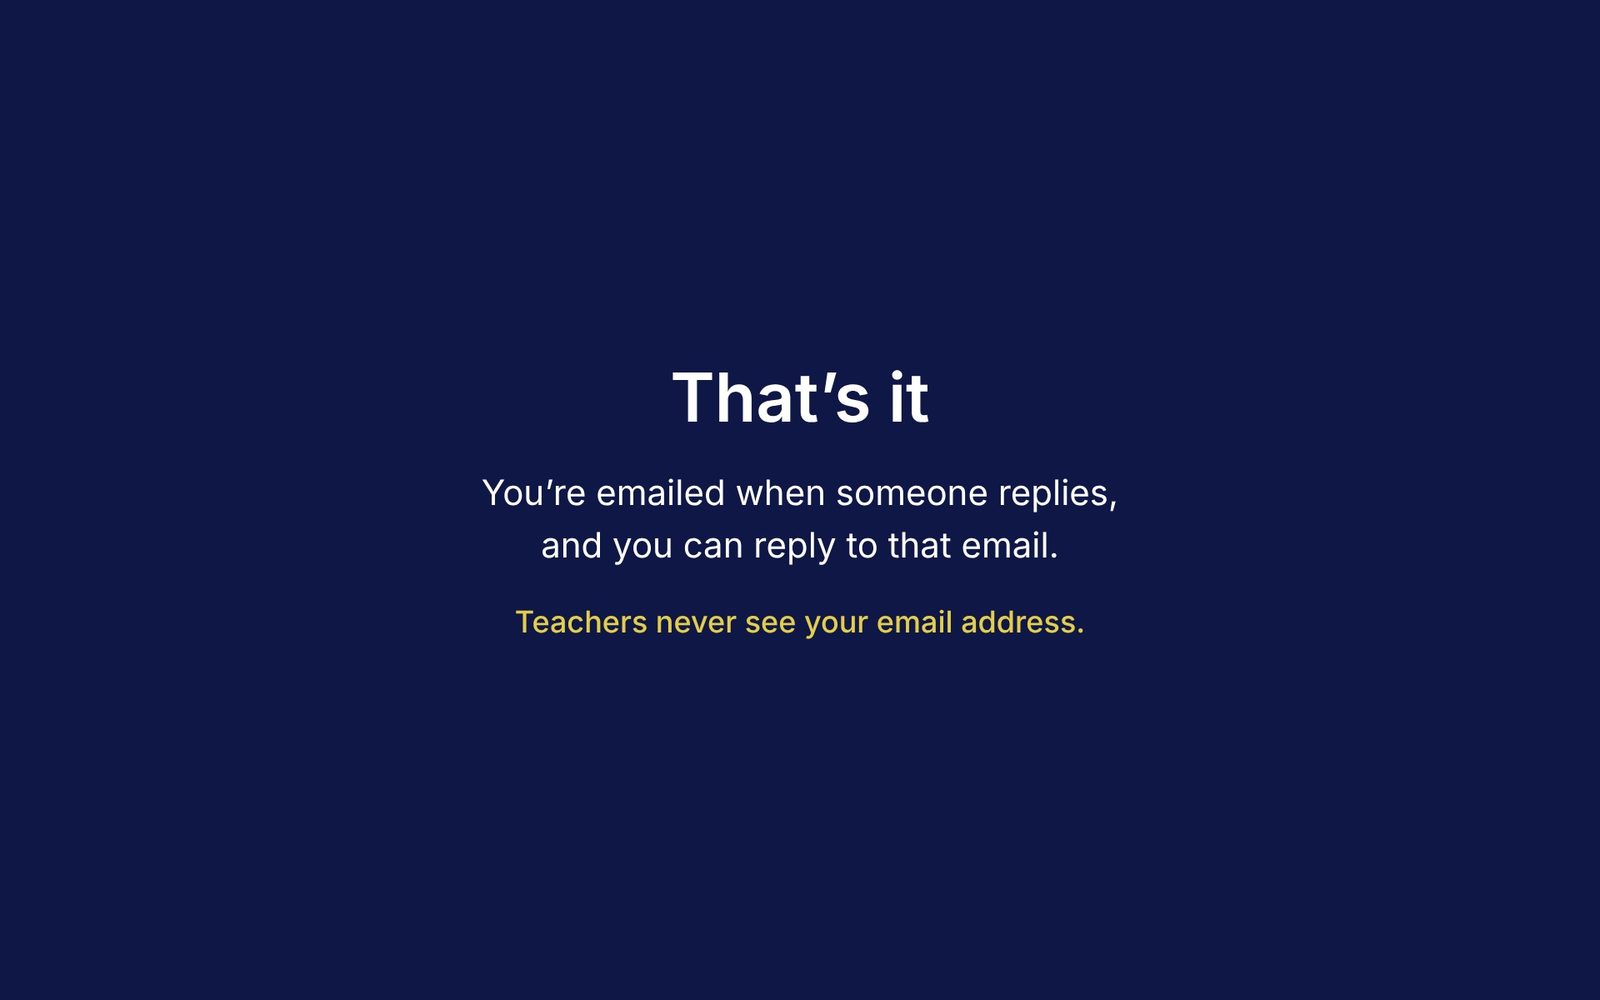 That’s it
You’re emailed when someone replies,
and you can reply to that email.
Teachers never see your email address.